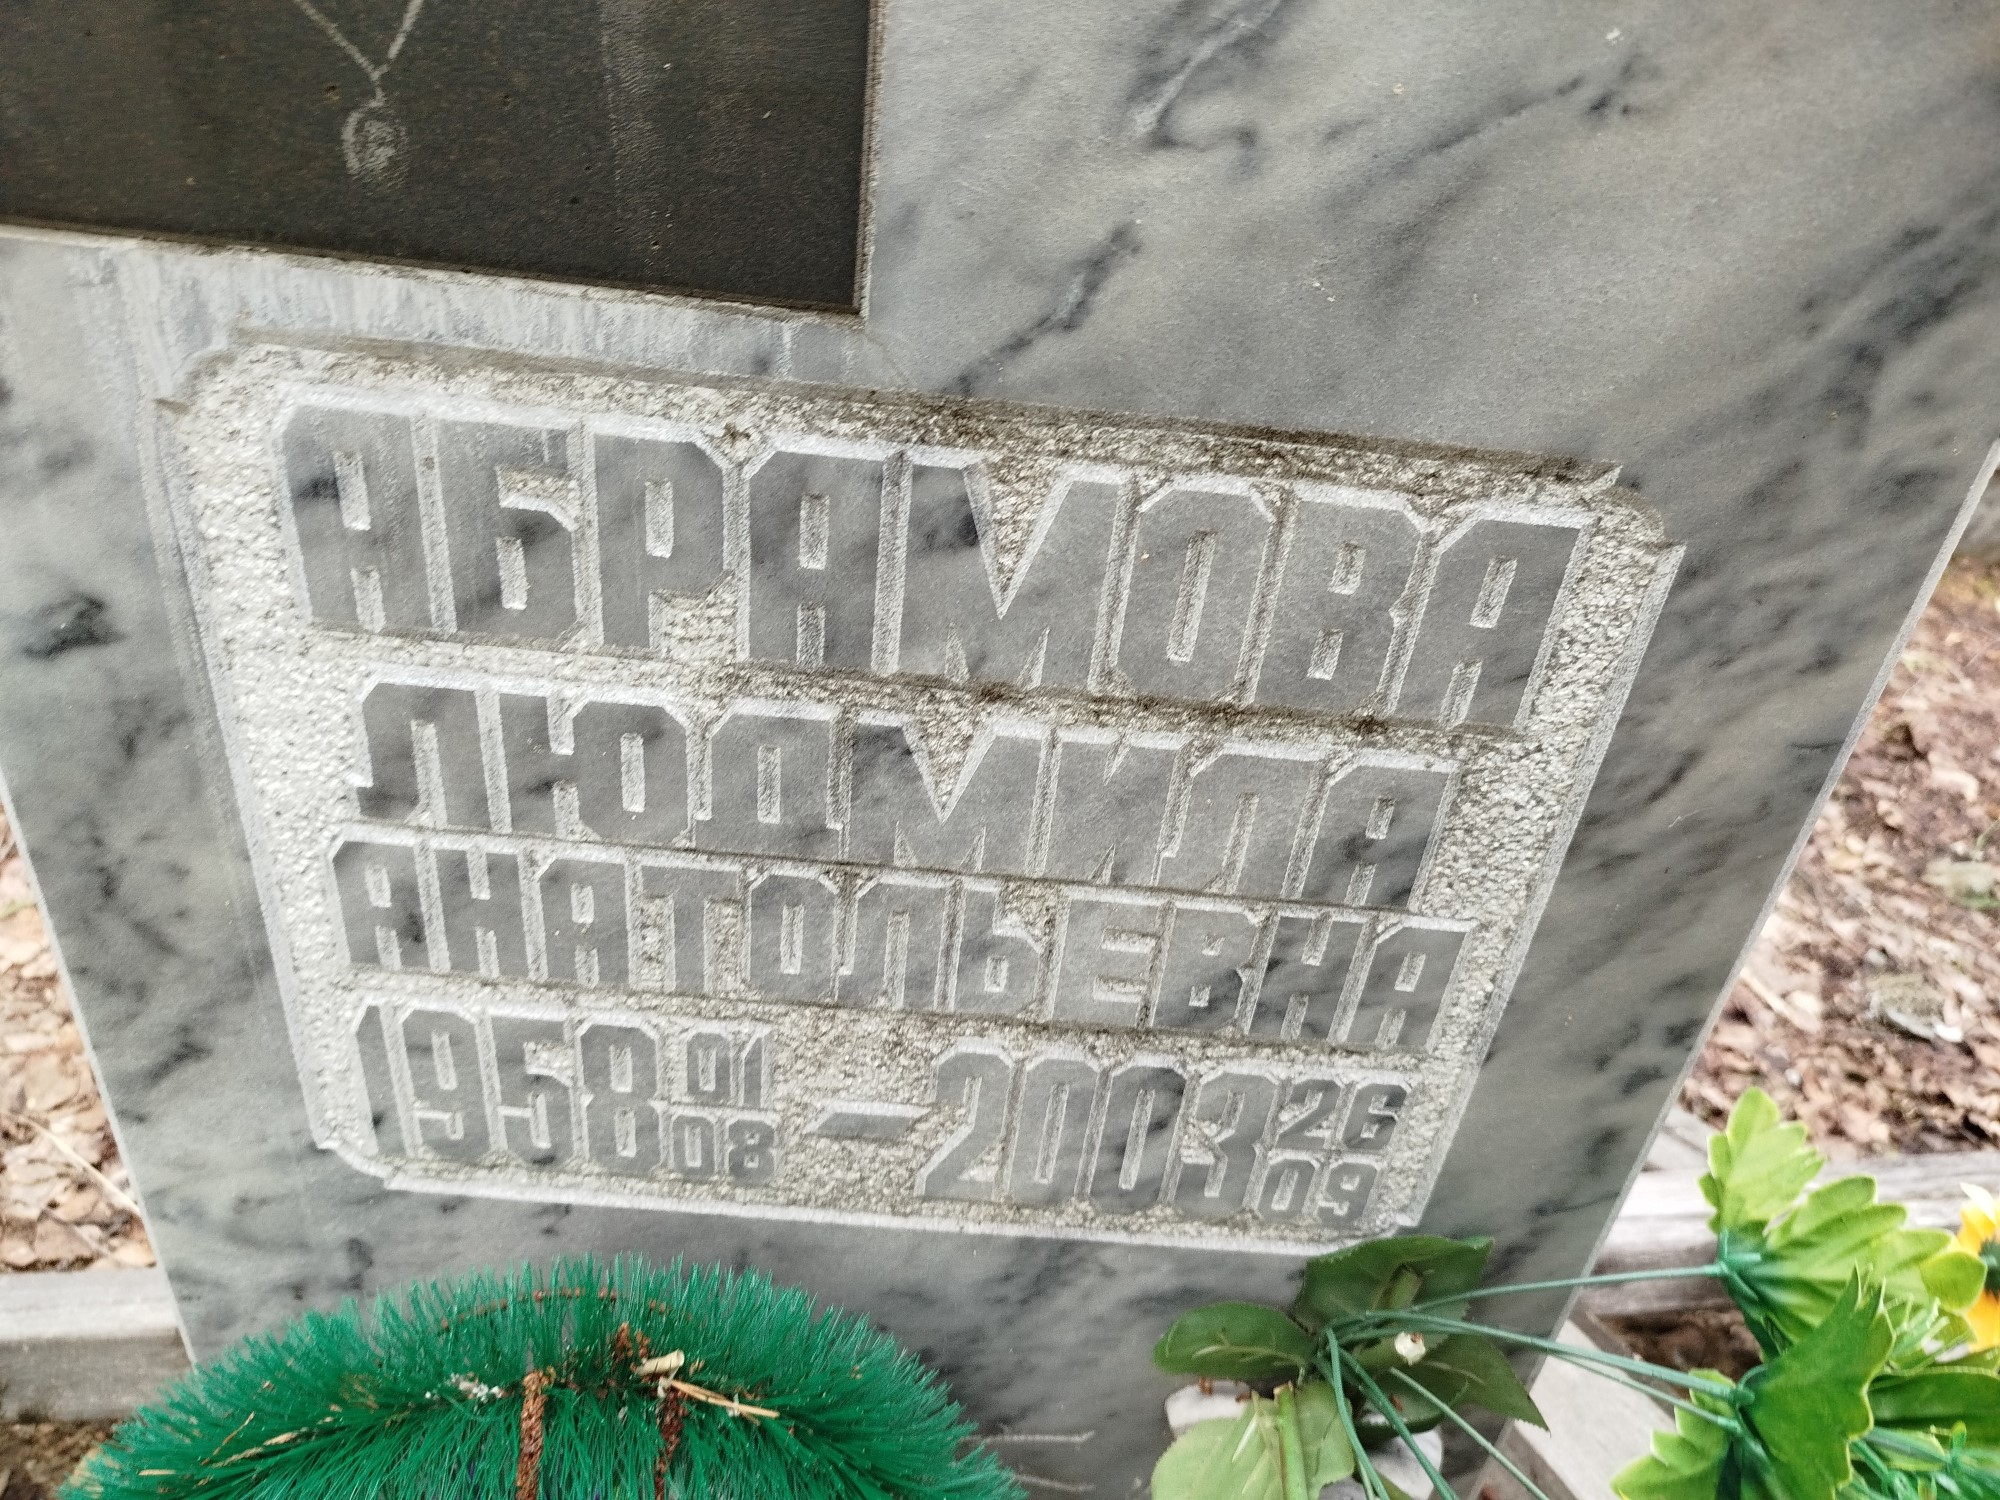 АБРАМОВА
ЛЮДМИЛА
АНАТОЛЬЕВНА
1958 01/08 – 2003 26/09